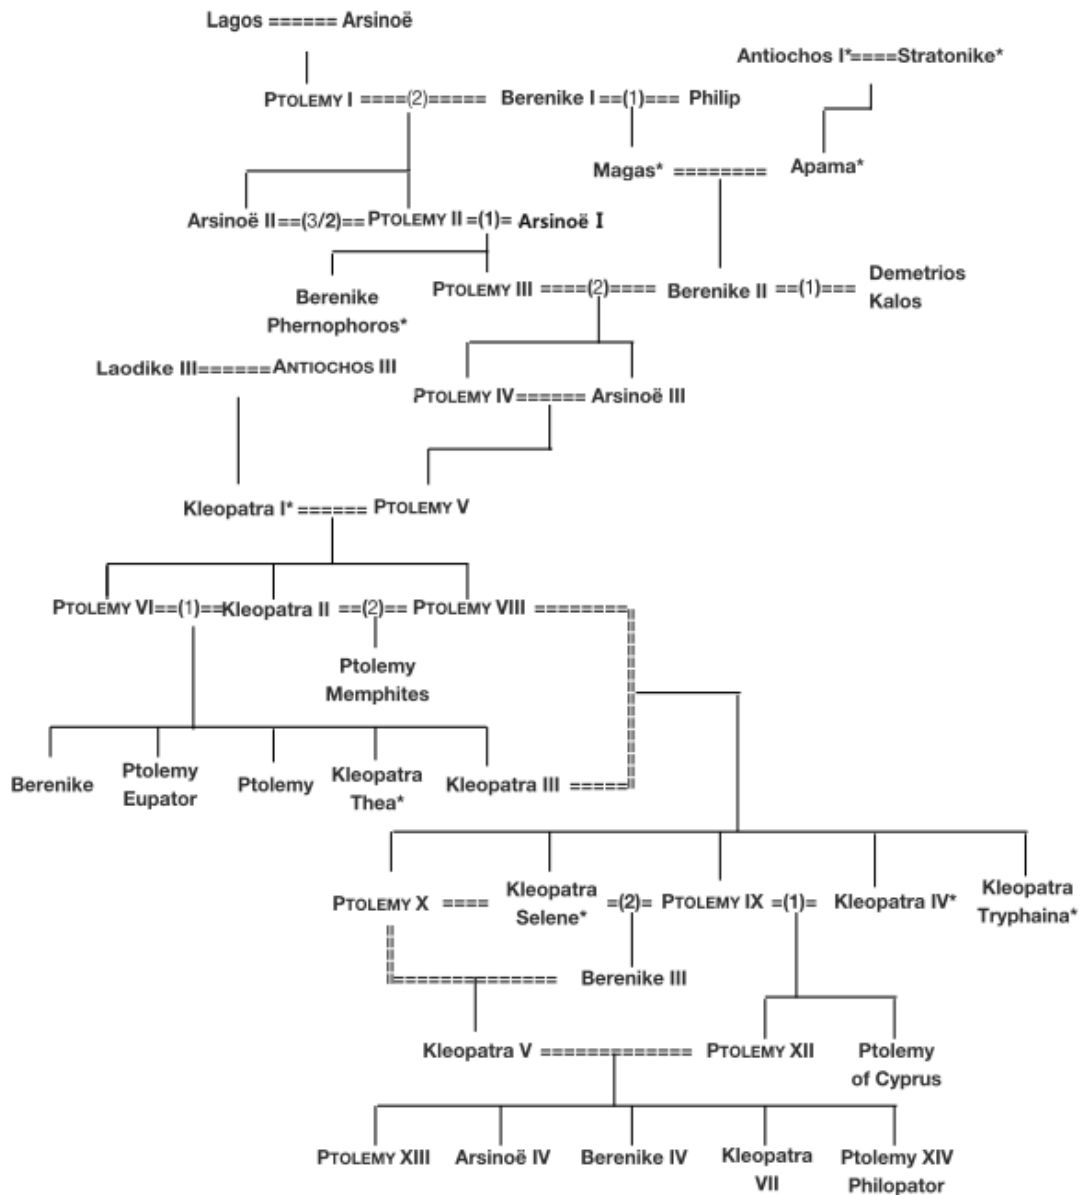 Lagos ====== Arsinoë
Antiochos I*====Stratonike*
PTOLEMY I ====(2)===== Berenike I ==(1)=== Philip
Magas* ======== Apama*
Arsinoë II==(3/2)==PTOLEMY II =(1)= Arsinoë I
Berenike
Phernophoros*
PTOLEMY III ====(2)==== Berenike II ==(1)===
Demetrios
Kalos
Laodike III======ANTIOCHOS III
PTOLEMY IV====== Arsinoë III
Kleopatra I* ====== PTOLEMY V
PTOLEMY VI==(1)==Kleopatra II ==(2)== PTOLEMY VIII ========
Ptolemy
Memphites
Berenike
Ptolemy
Eupator
Ptolemy
Kleopatra
Thea*
Kleopatra III =====
PTOLEMY X ====
Kleopatra
Selene*
=(2)= PTOLEMY IX =(1)= Kleopatra IV*
Kleopatra
Tryphaina*
============== Berenike III
Kleopatra V ============= PTOLEMY XII
Ptolemy
of Cyprus
PTOLEMY XIII
Arsinoë IV
Berenike IV
Kleopatra
VII
Ptolemy XIV
Philopator